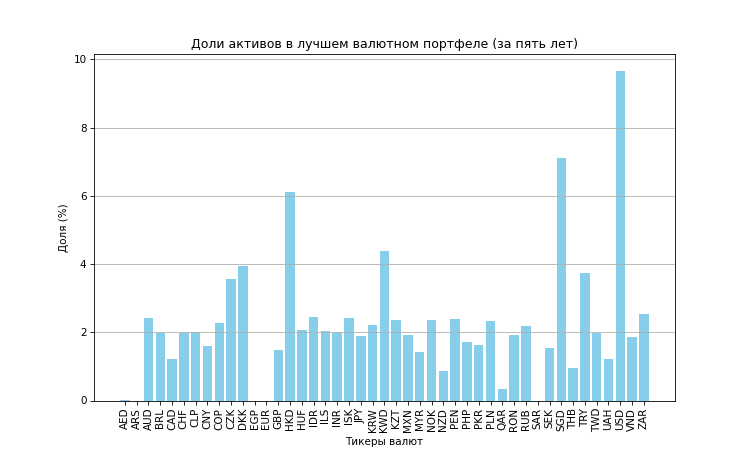 Доли активов в лучшем валютном портфеле (за пять лет)
Доля (%)
10
8
6
4
2
0
AED ARS AUD BRL CAD CHF CLP CNY COP CZK DKK EGP EUR GBP HKD HUF IDR ILS INR ISK JPY KRW KWD KZT MXN MYR NOK NZD PEN PHP PKR PLN QAR RON RUB SAR SEK SGD THB TRY TWD UAH USD VND ZAR
Тикеры валют